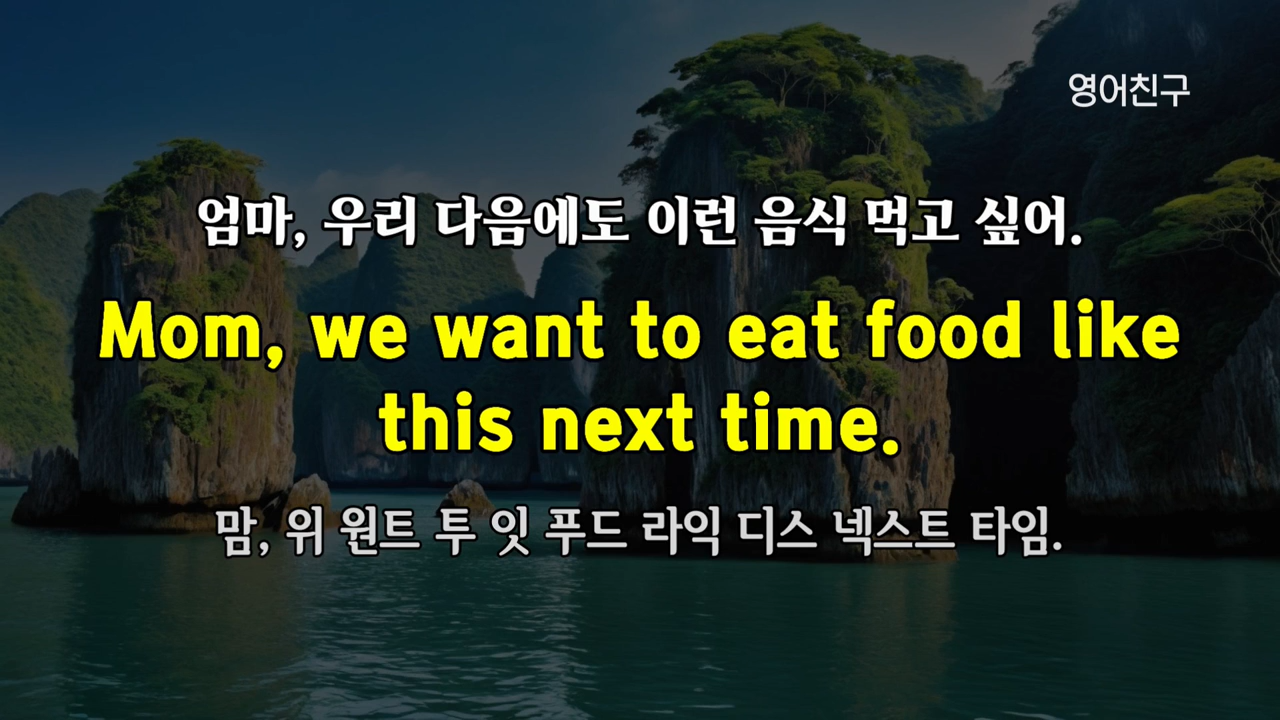 영어친구
엄마, 우리 다음에도 이런 음식 먹고 싶어.
Mom, we want to eat food like
this next time.
맘, 위 원트 투 잇 푸드 라익 디스 넥스트 타임.